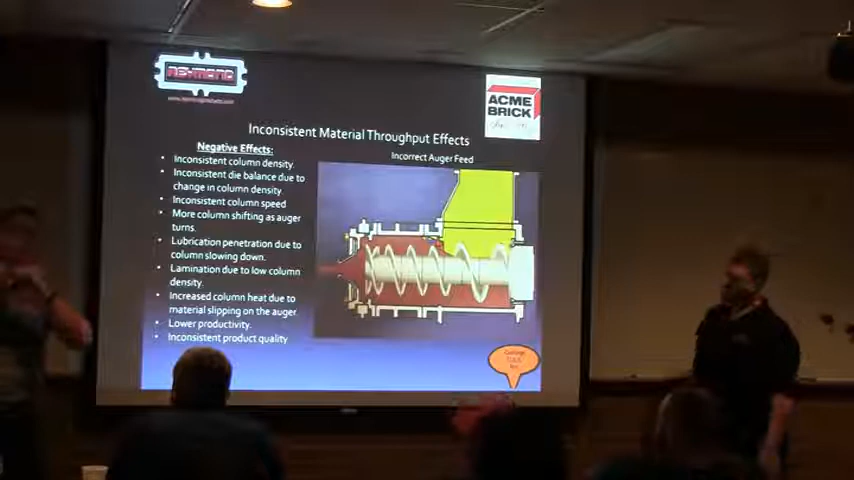 ACME
BRICK
Inconsistent Material Throughput Effects
Negative Effects:
Incorrect Auger Feed
• Inconsistent column density
• Inconsistent die balance due to
change in column density
• Inconsistent column speed
• More column shifting as auger
turns.
• Lubrication penetration due to
column slowing down.
• Lamination due to low column
density.
• Increased column heat due to
material slipping on the auger
• Lower productivity.
• Inconsistent product quality